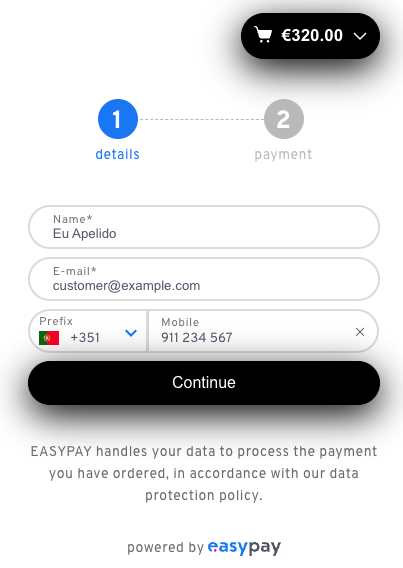 €320.00
1
2
details
payment
Name*
Eu Apelido
E-mail*
customer@example.com
Prefix
Mobile
+351
911 234 567
Continue
EASYPAY handles your data to process the payment
you have ordered, in accordance with our data
protection policy.
powered by easypay